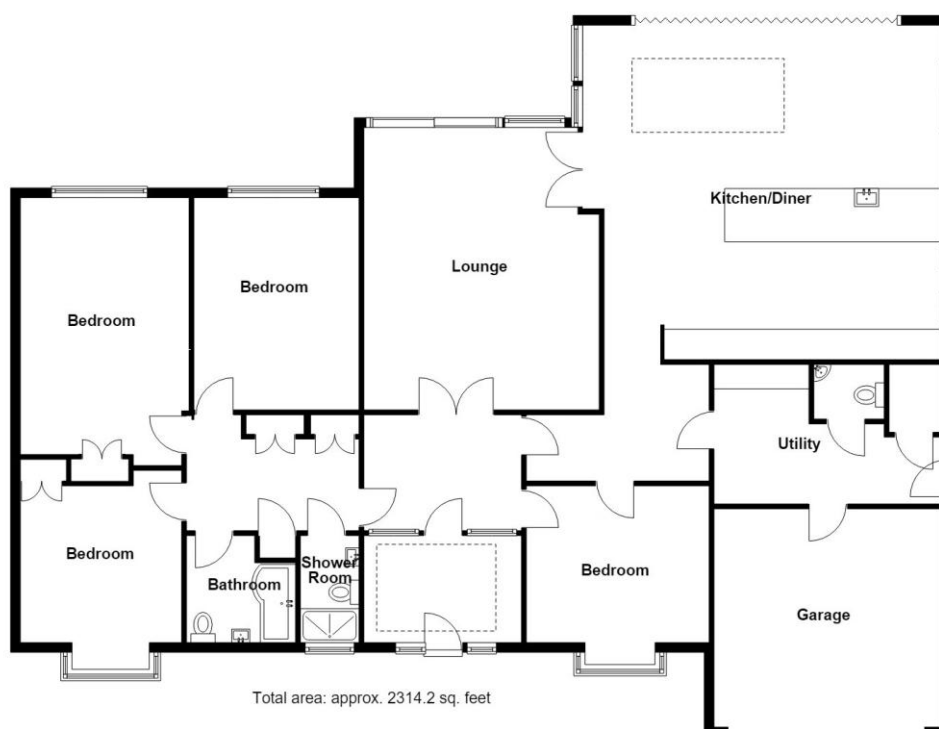 Kitchen/Diner
Lounge
Bedroom
Bedroom
Utility
Bedroom
Bathroom
Shower
Room
Bedroom
Garage
Total area: approx. 2314.2 sq. feet